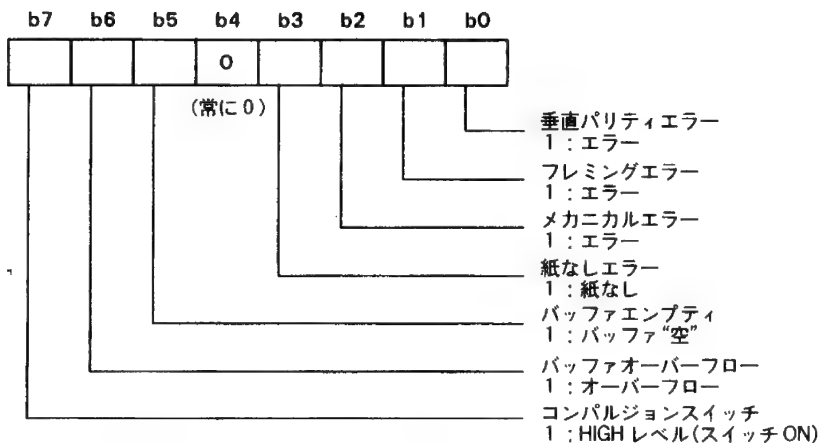 b7 b6 b5 b4 b3 b2 b1 b0
0
(常に0)
垂直パリティエラー
1:エラー
フレミングエラー
1:エラー
メカニカルエラー
1:エラー
紙なしエラー
1:紙なし
バッファエンプティ
1:バッファ“空”
バッファオーバーフロー
1:オーバーフロー
コンパルジョンスイッチ
1:HIGHレベル(スイッチON)